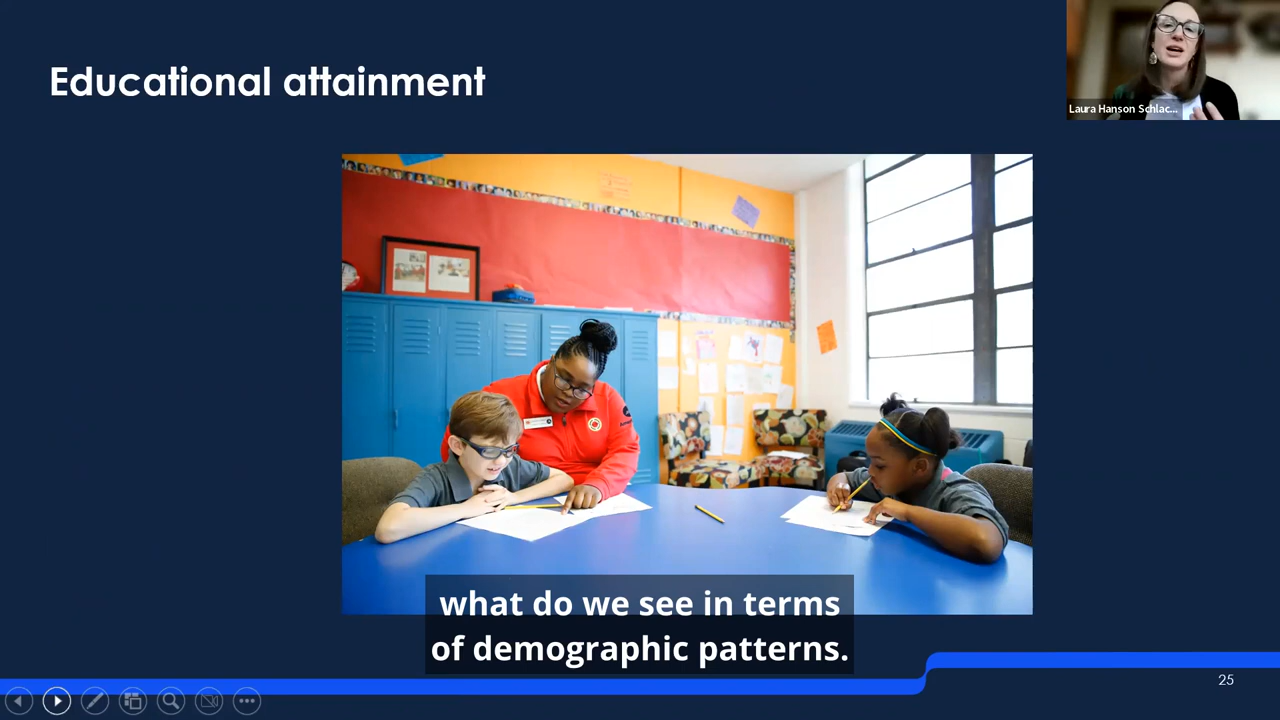 Educational attainment
Laura Hanson Schlac...
what do we see in terms
of demographic patterns.
25